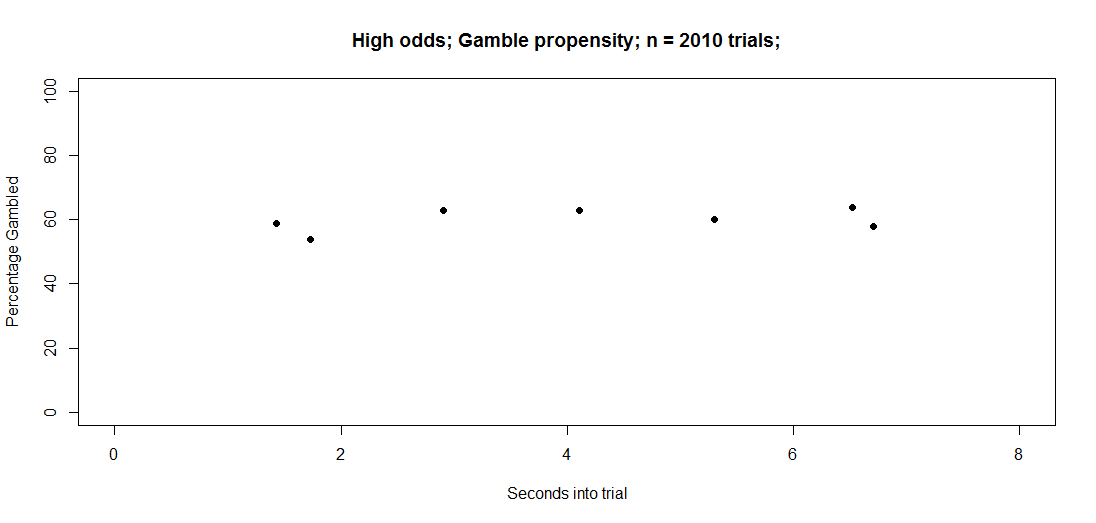 High odds; Gamble propensity; n = 2010 trials;
Percentage Gambled
100
80
60
40
20
0
0 2 4 6 8
Seconds into trial